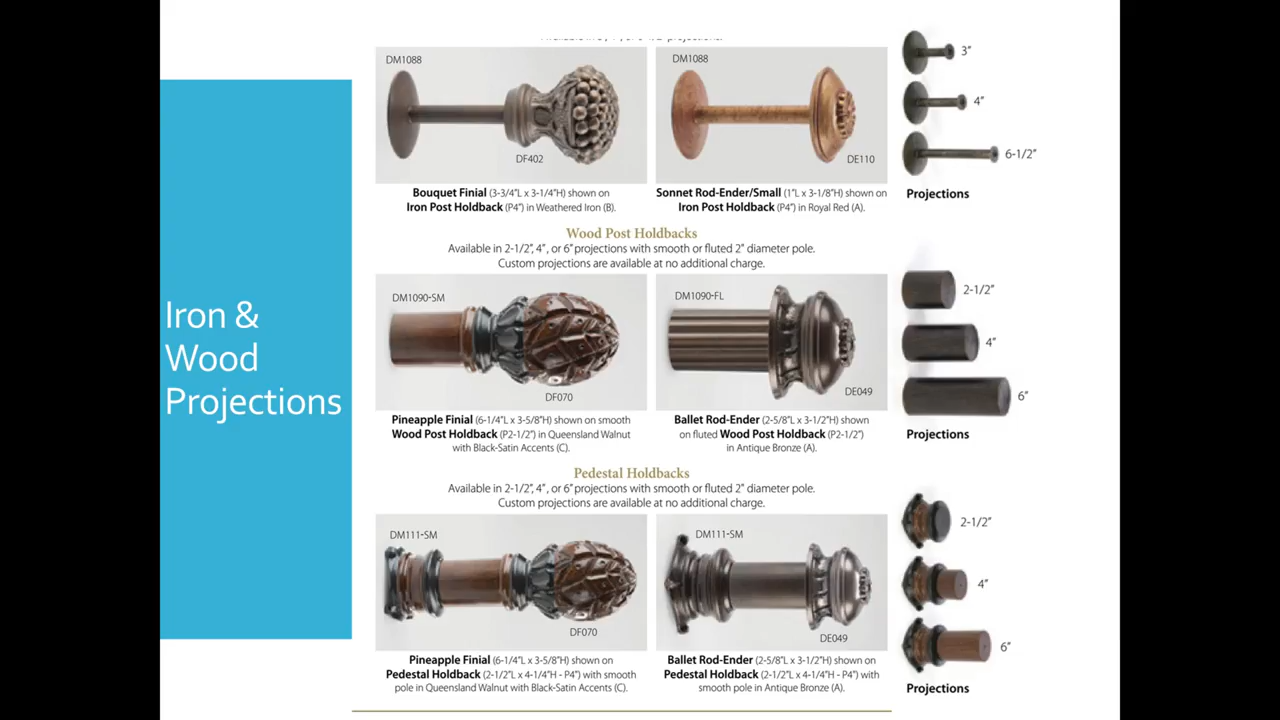 Iron &
Wood
Projections
projections.
DM1088
DF402
Bouquet Finial (3-3/4"L x 3-1/4"H) shown on
Iron Post Holdback (P4") in Weathered Iron (B).
DM1088
DE110
Sonnet Rod-Ender/Small (1"L x 3-1/8"H) shown on
Iron Post Holdback (P4") in Royal Red (A).
3"
4"
6-1/2"
Projections
Wood Post Holdbacks
Available in 2-1/2", 4", or 6" projections with smooth or fluted 2" diameter pole.
Custom projections are available at no additional charge.
DM1090-SM
DF070
Pineapple Finial (6-1/4"L x 3-5/8"H) shown on smooth
Wood Post Holdback (P2-1/2") in Queensland Walnut
with Black-Satin Accents (C).
DM1090-FL
DE049
Ballet Rod-Ender (2-5/8"L x 3-1/2"H) shown
on fluted Wood Post Holdback (P2-1/2")
in Antique Bronze (A).
2-1/2"
4"
6"
Projections
Pedestal Holdbacks
Available in 2-1/2", 4", or 6" projections with smooth or fluted 2" diameter pole.
Custom projections are available at no additional charge.
DM111-SM
DF070
Pineapple Finial (6-1/4"L x 3-5/8"H) shown on
Pedestal Holdback (2-1/2"L x 4-1/4"H - P4") with smooth
pole in Queensland Walnut with Black-Satin Accents (C).
DM111-SM
DE049
Ballet Rod-Ender (2-5/8"L x 3-1/2"H) shown on
Pedestal Holdback (2-1/2"L x 4-1/4"H - P4") with
smooth pole in Antique Bronze (A).
2-1/2"
4"
6"
Projections